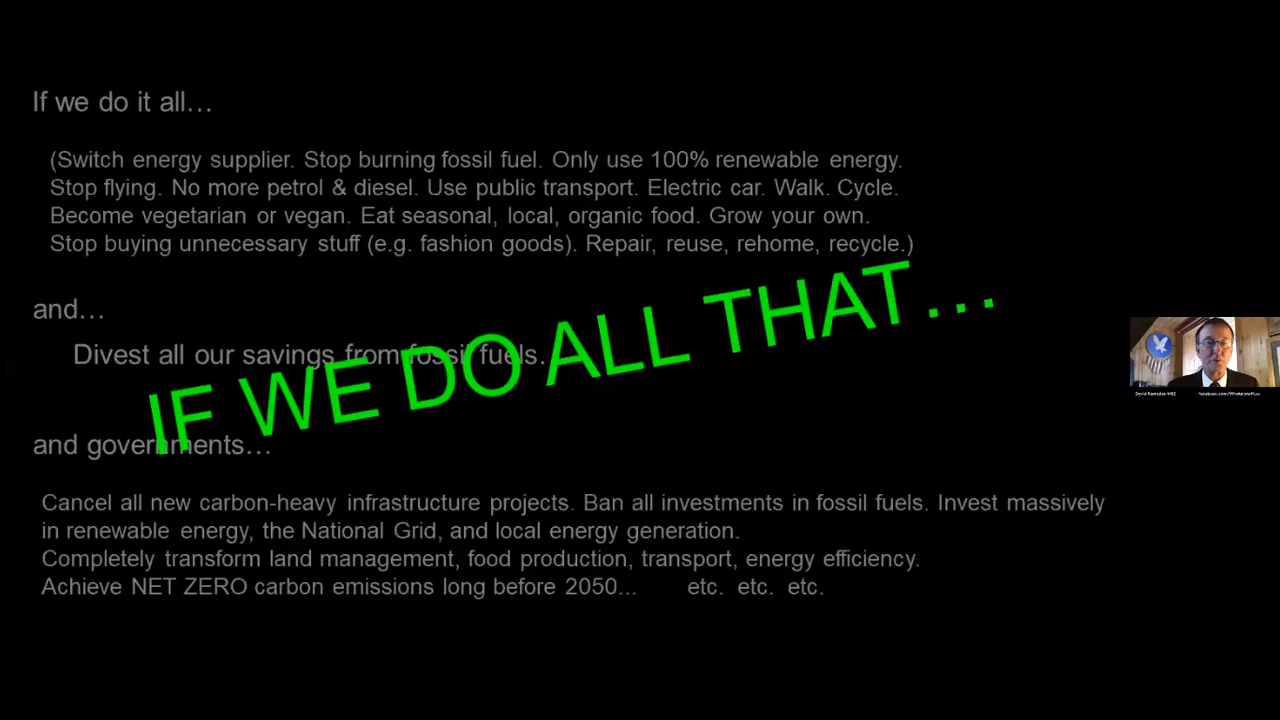 If we do it all...
(Switch energy supplier. Stop burning fossil fuel. Only use 100% renewable energy.
Stop flying. No more petrol & diesel. Use public transport. Electric car. Walk. Cycle.
Become vegetarian or vegan. Eat seasonal, local, organic food. Grow your own.
Stop buying unnecessary stuff (e.g. fashion goods). Repair, reuse, rehome, recycle.)
and...
Divest all our savings from fossil fuels...
IF WE DO ALL THAT...
and governments...
Cancel all new carbon-heavy infrastructure projects. Ban all investments in fossil fuels. Invest massively
in renewable energy, the National Grid, and local energy generation.
Completely transform land management, food production, transport, energy efficiency.
Achieve NET ZERO carbon emissions long before 2050... etc. etc. etc.